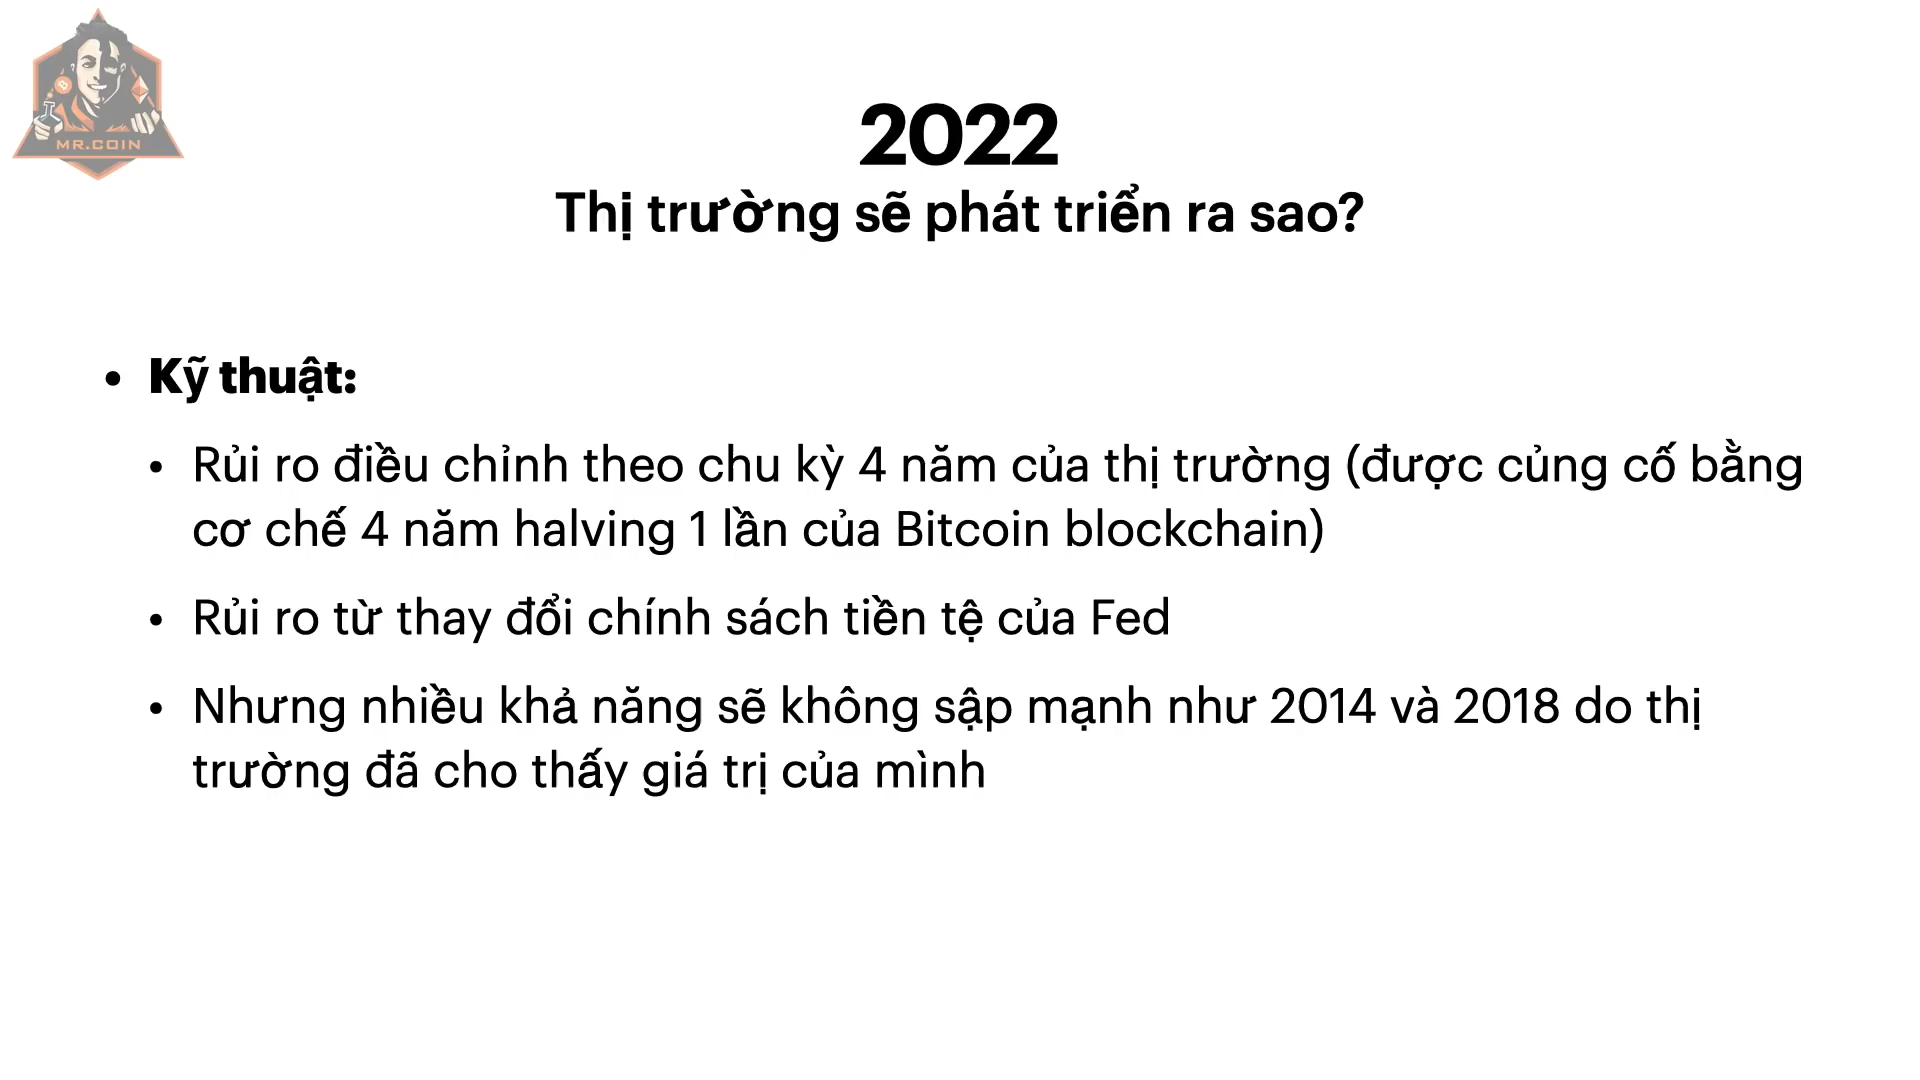 MR.COIN
2022
Thị trường sẽ phát triển ra sao?
• Kỹ thuật:
• Rủi ro điều chỉnh theo chu kỳ 4 năm của thị trường (được củng cố bằng
cơ chế 4 năm halving 1 lần của Bitcoin blockchain)
• Rủi ro từ thay đổi chính sách tiền tệ của Fed
• Nhưng nhiều khả năng sẽ không sập mạnh như 2014 và 2018 do thị
trường đã cho thấy giá trị của mình